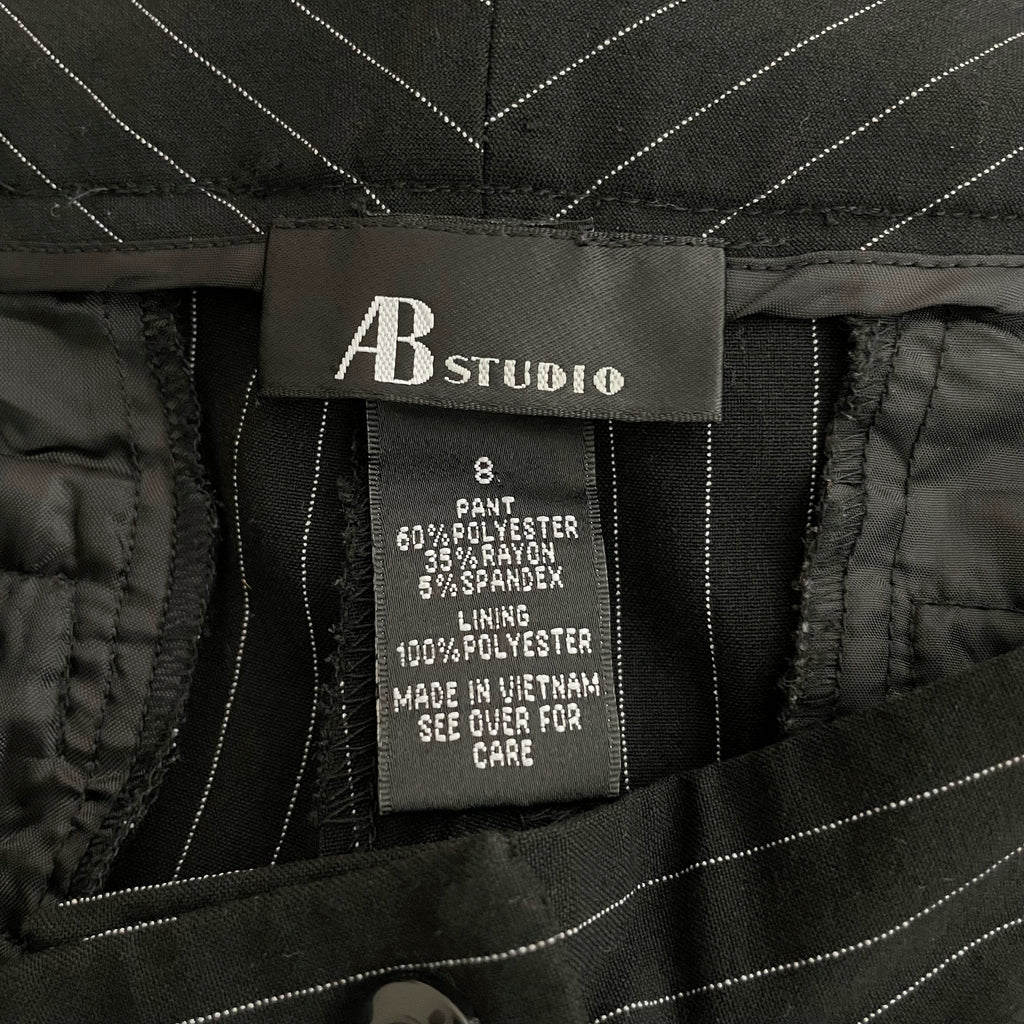 AB STUDIO
8
PANT
60%POLYESTER
35%RAYON
5%SPANDEX
LINING
100%POLYESTER
MADE IN VIETNAM
SEE OVER FOR
CARE